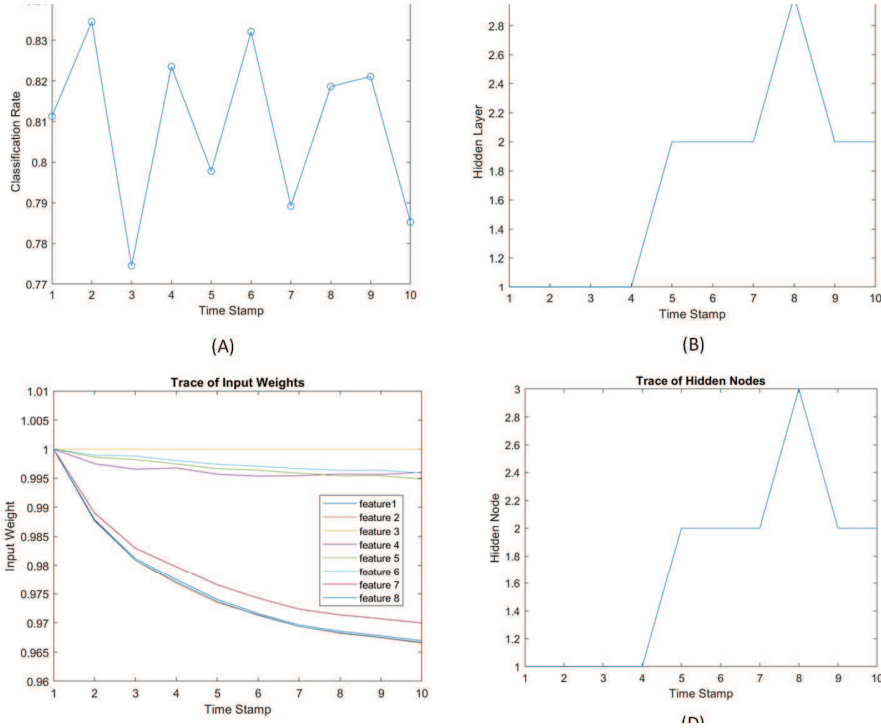 0.83
0.82
0.81
0.8
0.79
0.78
0.77
Classification Rate
1 2 3 4 5 6 7 8 9 10
Time Stamp
(A)
2.8
2.6
2.4
2.2
2
1.8
1.6
1.4
1.2
1
Hidden Layer
1 2 3 4 5 6 7 8 9 10
Time Stamp
(B)
Trace of Input Weights
1.01
1.005
1
0.995
0.99
0.985
0.98
0.975
0.97
0.965
0.96
Input Weight
feature1
feature 2
feature 3
feature 4
feature 5
feature 6
feature 7
feature 8
1 2 3 4 5 6 7 8 9 10
Time Stamp
Trace of Hidden Nodes
3
2.8
2.6
2.4
2.2
2
1.8
1.6
1.4
1.2
1
Hidden Node
1 2 3 4 5 6 7 8 9 10
Time Stamp
(D)